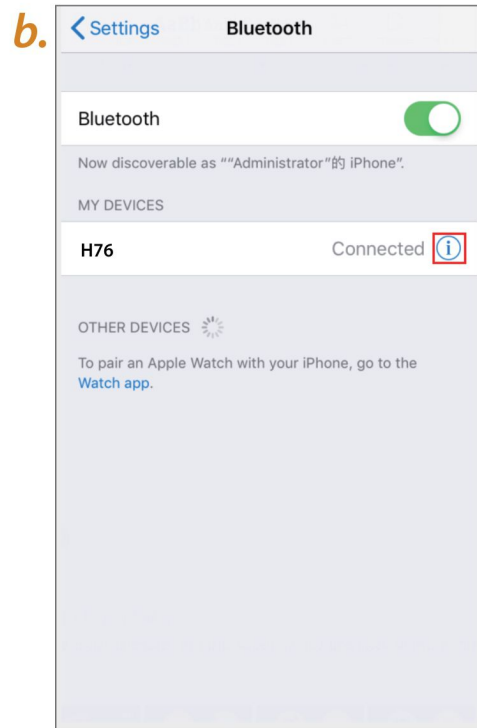 b.
Settings Bluetooth
Bluetooth
Now discoverable as ““Administrator”的 iPhone”.
MY DEVICES
H76 Connected i
OTHER DEVICES
To pair an Apple Watch with your iPhone, go to the
Watch app.